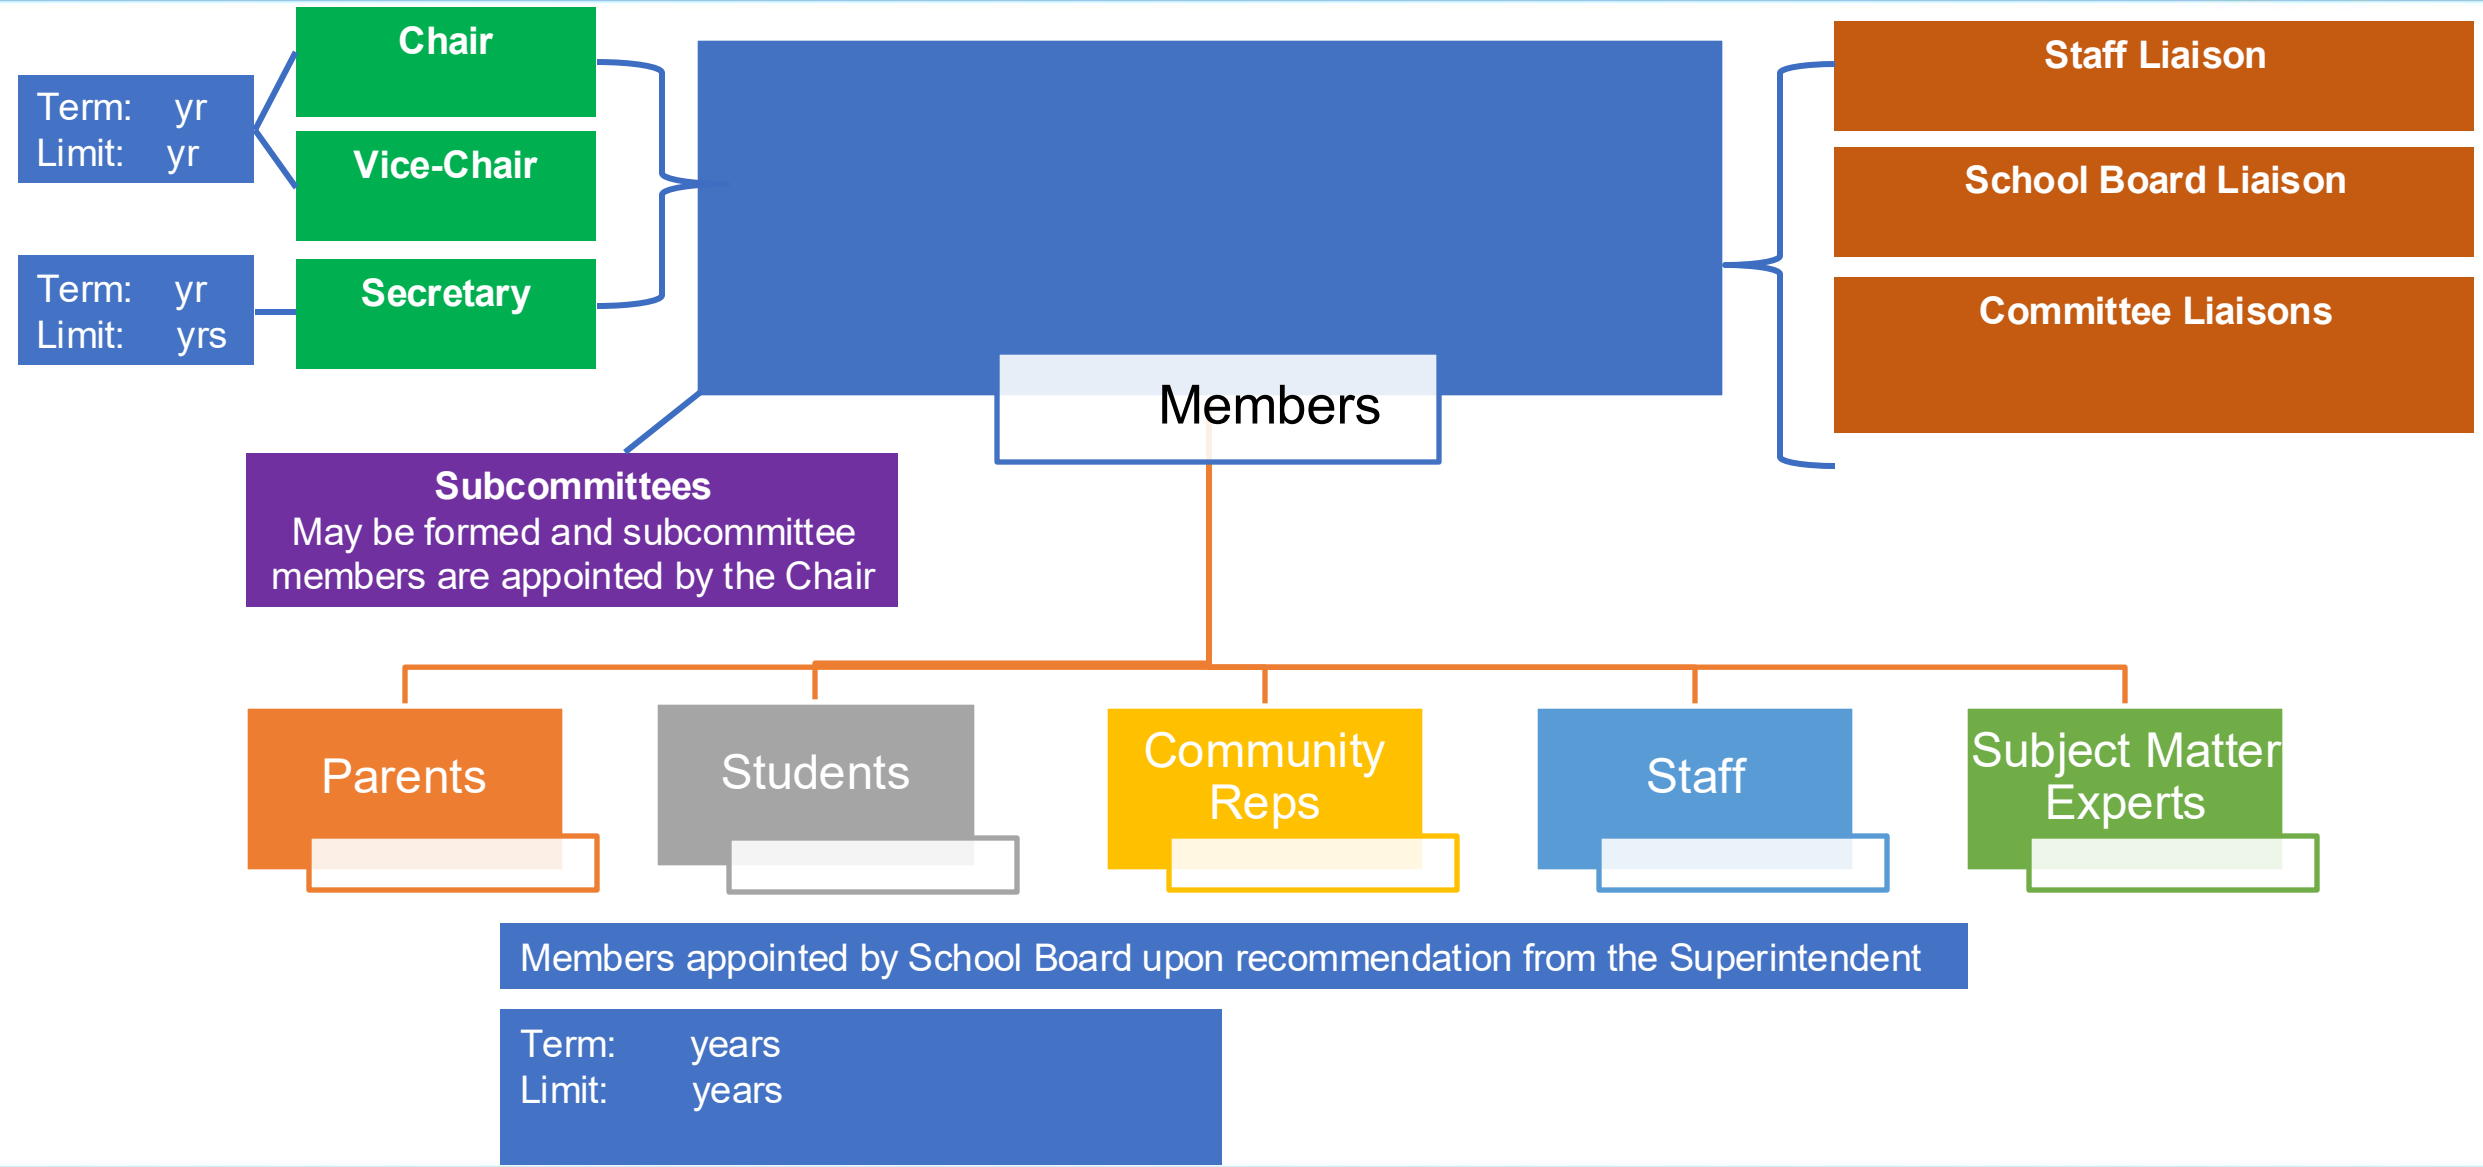 Chair
Term: yr
Limit: yr
Vice-Chair
Term: yr
Limit: yrs
Secretary
Staff Liaison
School Board Liaison
Committee Liaisons
Members
Subcommittees
May be formed and subcommittee
members are appointed by the Chair
Parents
Students
Community
Reps
Staff
Subject Matter
Experts
Members appointed by School Board upon recommendation from the Superintendent
Term: years
Limit: years